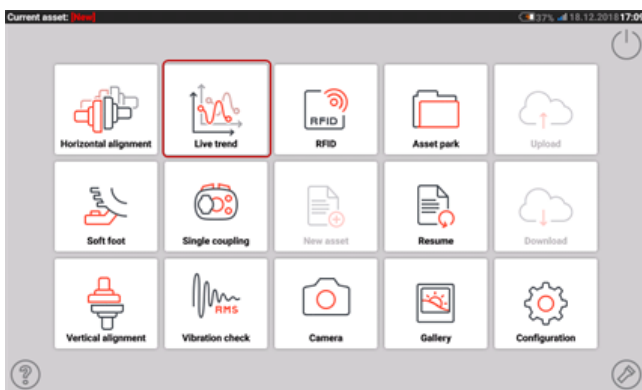 Current asset: [New]
37% 18.12.2018 17:09
Horizontal alignment
Live trend
RFID
RFID
Asset park
Upload
Soft foot
Single coupling
New asset
Resume
Download
RMS
Vertical alignment
Vibration check
Camera
Gallery
Configuration
?